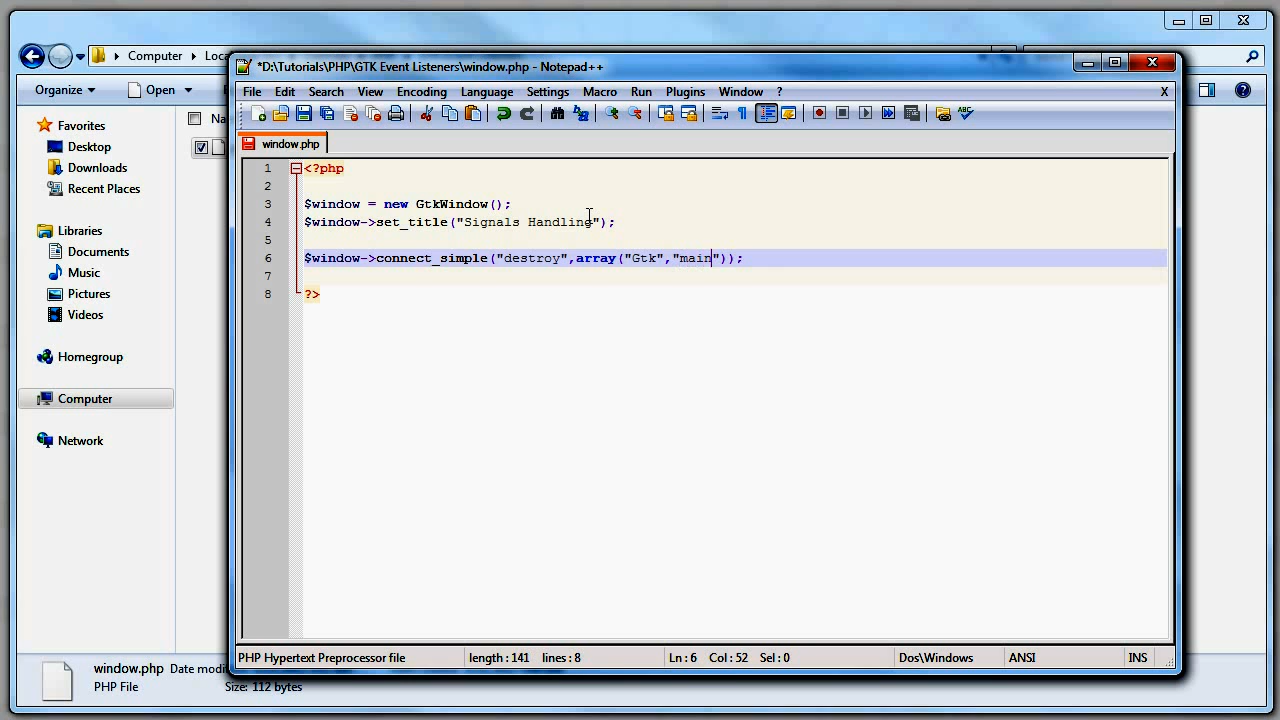 Computer
Loca
*D:\Tutorials\PHP\GTK Event Listeners\window.php - Notepad++
File Edit Search View Encoding Language Settings Macro Run Plugins Window ? X
Organize Open
Favorites
Desktop
Downloads
Recent Places
Libraries
Documents
Music
Pictures
Videos
Homegroup
Computer
Network
Na
window.php
1 <?php
2
3 $window = new GtkWindow();
4 $window->set_title("Signals Handling");
5
6 $window->connect_simple("destroy",array("Gtk","main"));
7
8 ?>
PHP Hypertext Preprocessor file length : 141 lines : 8 Ln : 6 Col : 52 Sel : 0 Dos\Windows ANSI INS
window.php Date modi
PHP File Size: 112 bytes